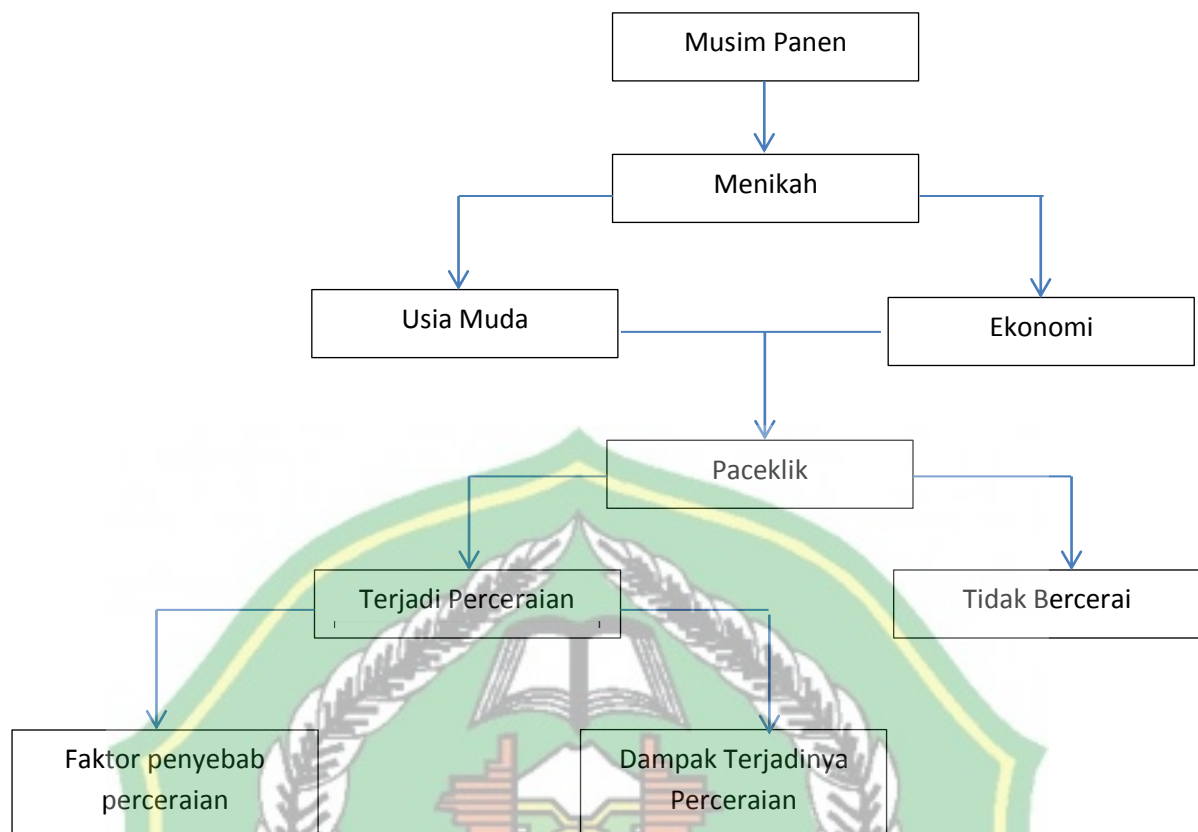 Musim Panen
Menikah
Usia Muda
Ekonomi
Paceklik
Terjadi Perceraian
Tidak Bercerai
Faktor penyebab
perceraian
Dampak Terjadinya
Perceraian